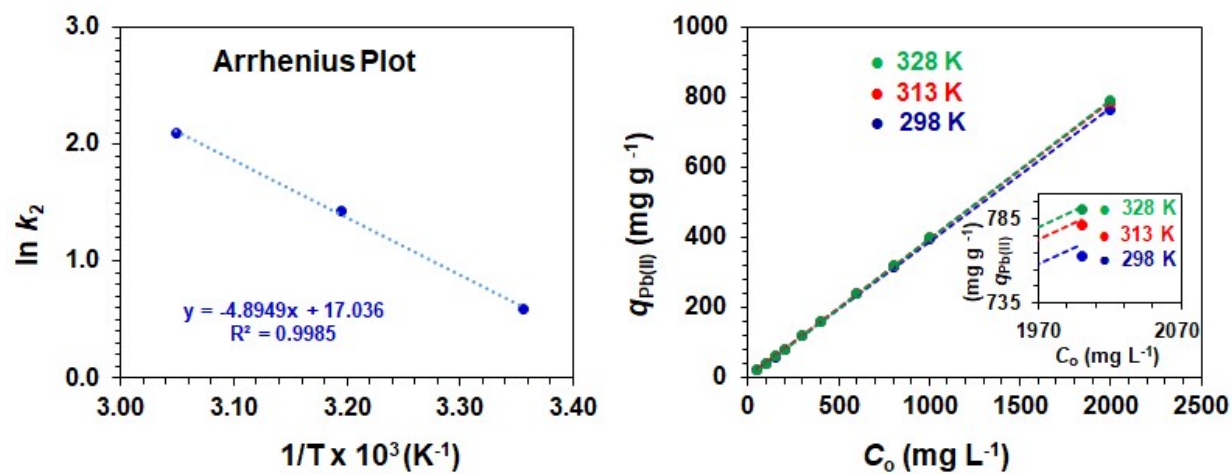 Arrhenius Plot
3.0
2.0
1.0
0.0
ln k₂
y = -4.8949x + 17.036
R² = 0.9985
3.00 3.10 3.20 3.30 3.40
1/T x 10³ (K⁻¹)
1000
800
600
400
200
0
q Pb(II) (mg g ⁻¹)
328 K
313 K
298 K
785
735
(mg g ⁻¹)
q Pb(II)
328 K
313 K
298 K
1970 2070
Cₒ (mg L⁻¹)
0 500 1000 1500 2000 2500
Cₒ (mg L⁻¹)